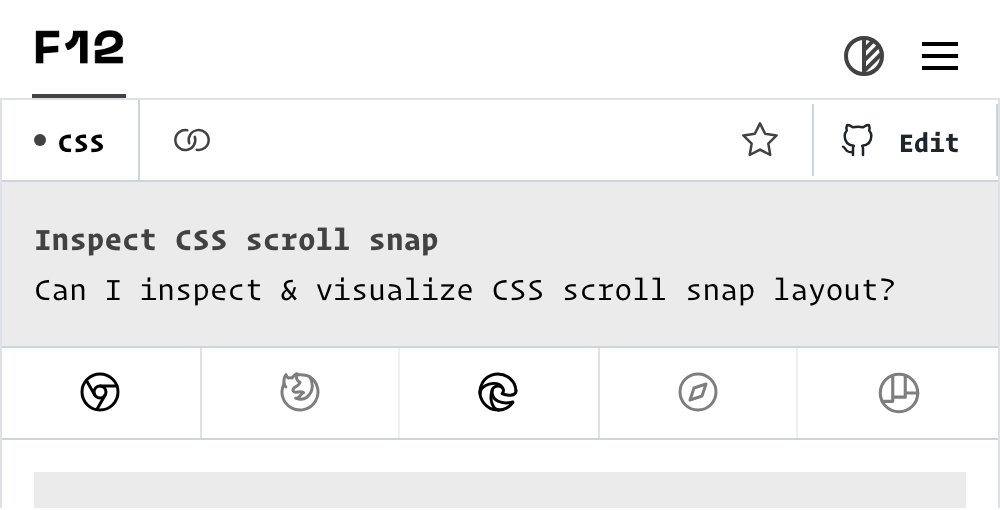 F12
CSS
Edit
Inspect CSS scroll snap
Can I inspect & visualize CSS scroll snap layout?